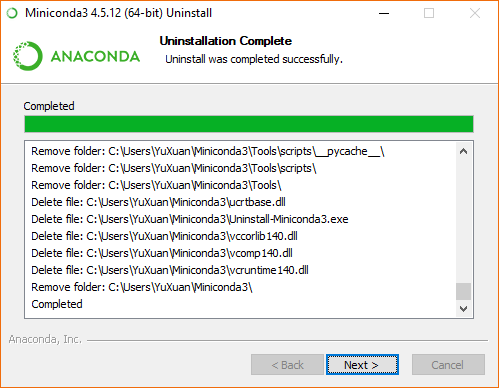 Miniconda3 4.5.12 (64-bit) Uninstall
ANACONDA
Uninstallation Complete
Uninstall was completed successfully.
Completed
Remove folder: C:\Users\YuXuan\Miniconda3\Tools\scripts\__pycache__\
Remove folder: C:\Users\YuXuan\Miniconda3\Tools\scripts\
Remove folder: C:\Users\YuXuan\Miniconda3\Tools\
Delete file: C:\Users\YuXuan\Miniconda3\ucrtbase.dll
Delete file: C:\Users\YuXuan\Miniconda3\Uninstall-Miniconda3.exe
Delete file: C:\Users\YuXuan\Miniconda3\vccorlib140.dll
Delete file: C:\Users\YuXuan\Miniconda3\vcomp140.dll
Delete file: C:\Users\YuXuan\Miniconda3\vcruntime140.dll
Remove folder: C:\Users\YuXuan\Miniconda3\
Completed
Anaconda, Inc.
< Back
Next >
Cancel